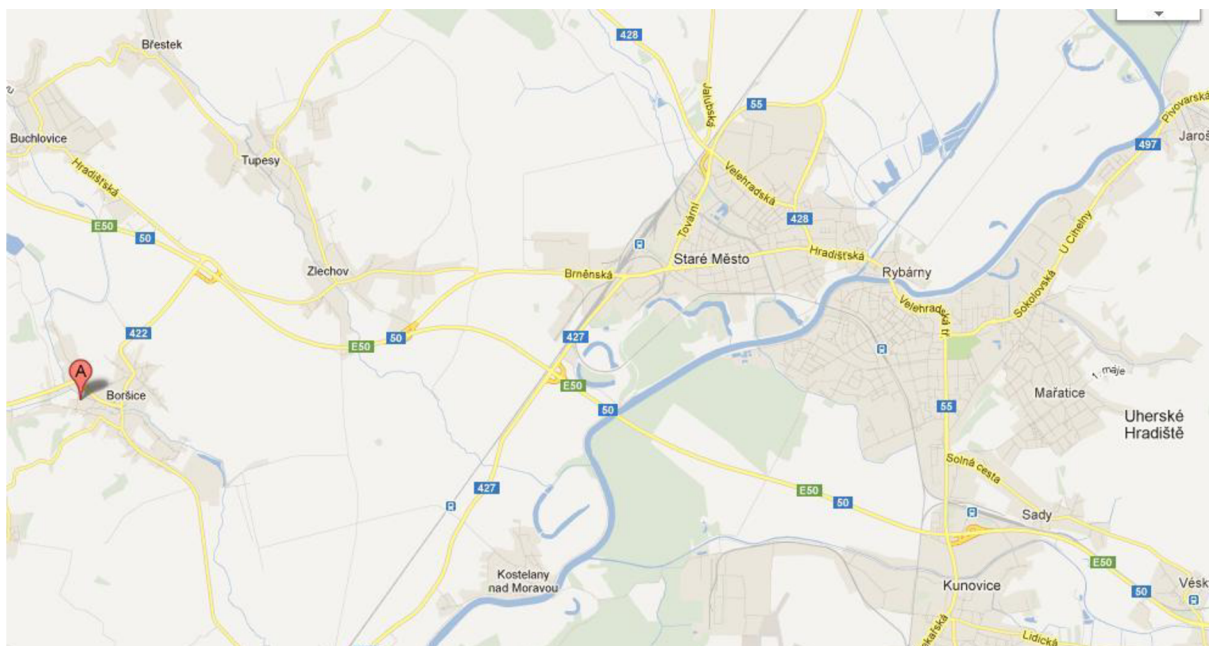 Břestek
428
55
Jalubská
Pivovarská
Buchlovice
Jaroš
497
Tupesy
Hradišťská
Velehradská
428
E50
50
Tovární
U Cihelny
Zlechov
Brněnská
Staré Město
Hradišťská
Rybárny
Velehradská tř
Sokolovská
422
E50
50
427
A
Boršice
E50
50
1. máje
Mařatice
55
Uherské
Hradiště
Solná cesta
427
E50
50
Sady
Kostelany
nad Moravou
Kunovice
E50
50
Vésk
Lidická